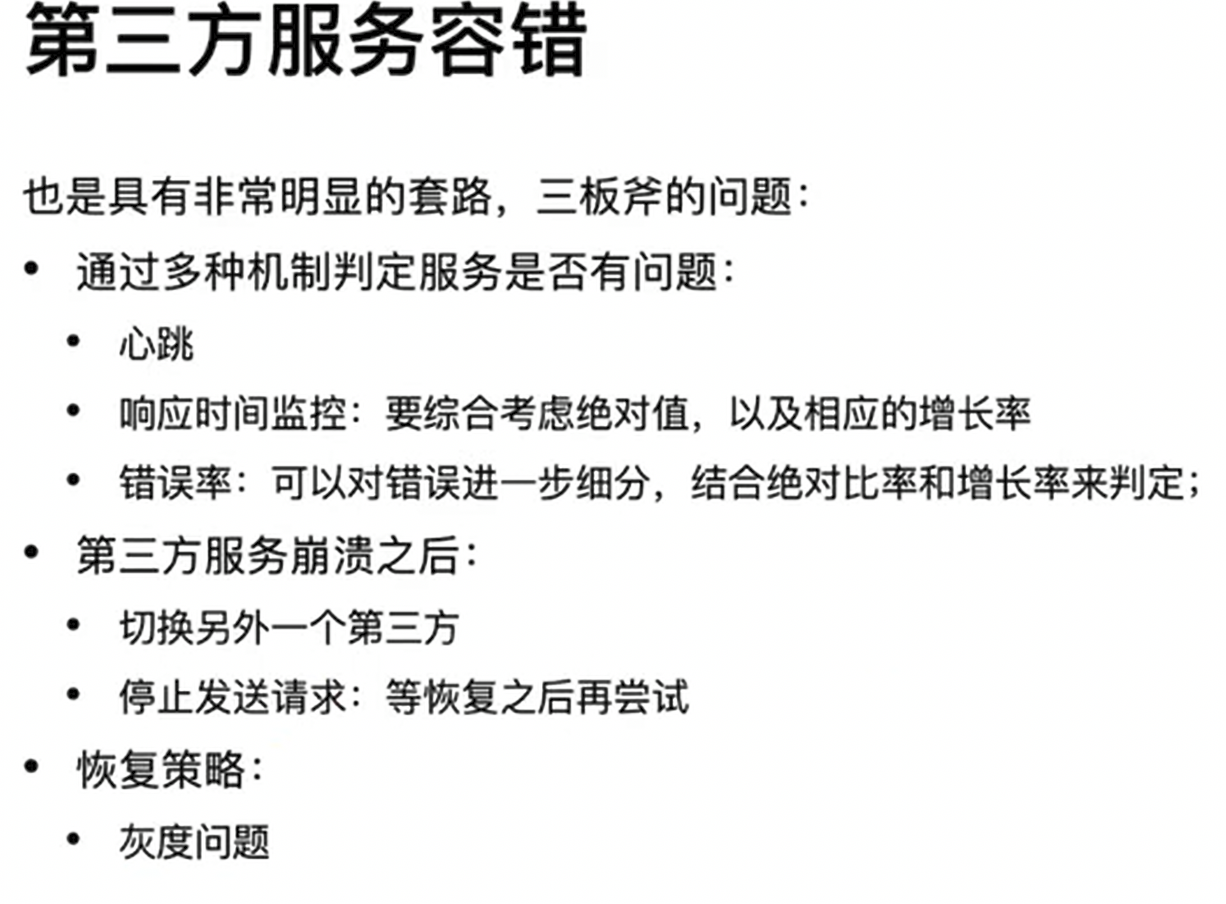 第三方服务容错
也是具有非常明显的套路，三板斧的问题：
• 通过多种机制判定服务是否有问题：
• 心跳
• 响应时间监控：要综合考虑绝对值，以及相应的增长率
• 错误率：可以对错误进一步细分，结合绝对比率和增长率来判定；
• 第三方服务崩溃之后：
• 切换另外一个第三方
• 停止发送请求：等恢复之后再尝试
• 恢复策略：
• 灰度问题